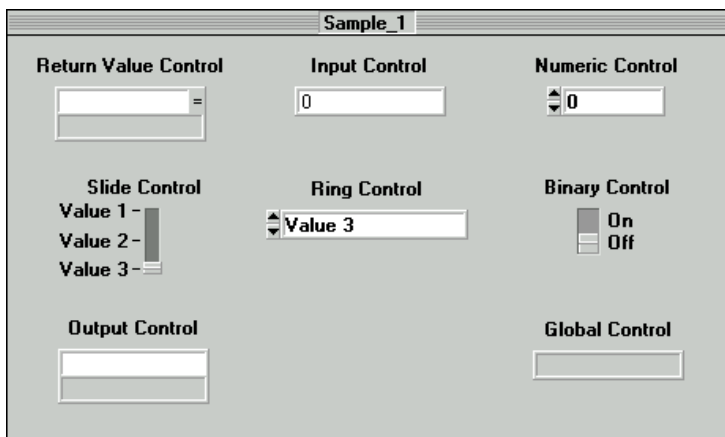 Sample_1
Return Value Control
Input Control
Numeric Control
=
0
0
Slide Control
Ring Control
Binary Control
Value 1
Value 2
Value 3
Value 3
On
Off
Output Control
Global Control